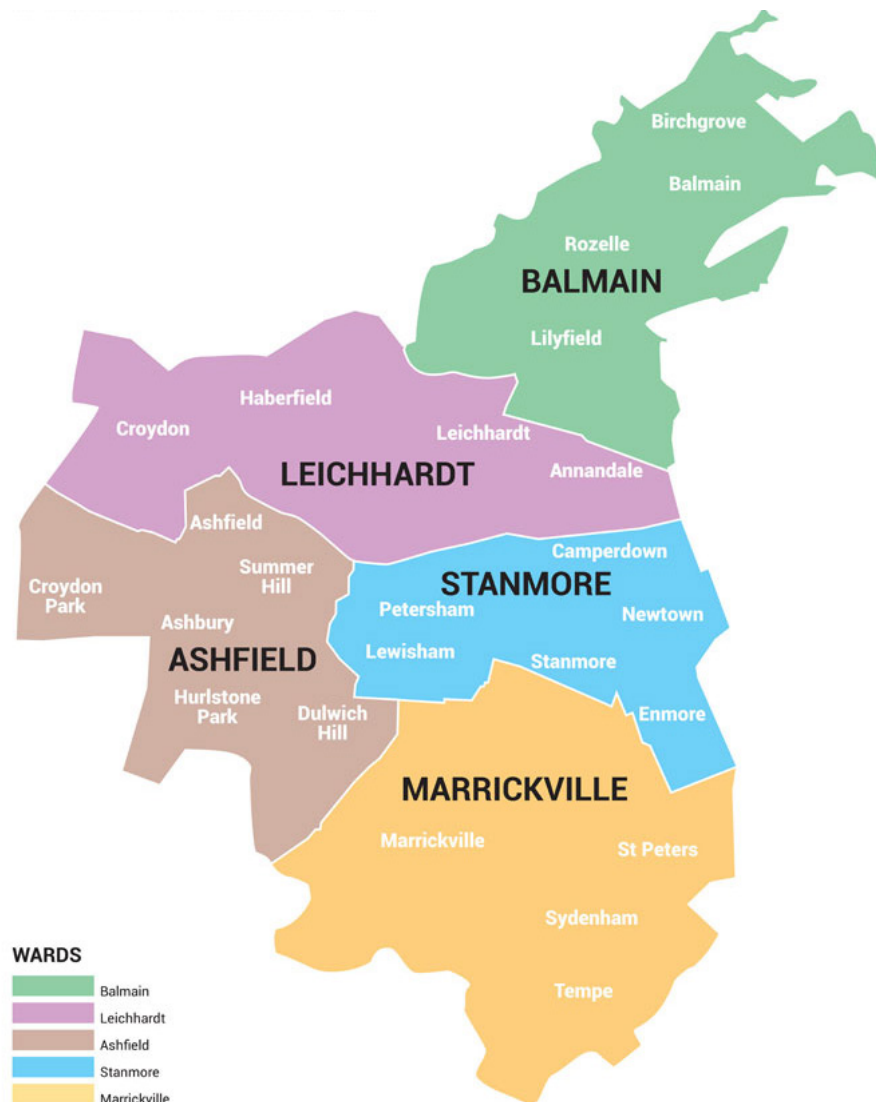 Birchgrove
Balmain
Rozelle
BALMAIN
Lilyfield
Haberfield
Croydon
Leichhardt
LEICHHARDT
Annandale
Ashfield
Camperdown
Summer
Hill
STANMORE
Croydon
Park
Petersham
Newtown
Ashbury
Lewisham
ASHFIELD
Stanmore
Hurlstone
Park
Dulwich
Hill
Enmore
MARRICKVILLE
Marrickville
St Peters
Sydenham
Tempe
WARDS
Balmain
Leichhardt
Ashfield
Stanmore
Marrickville